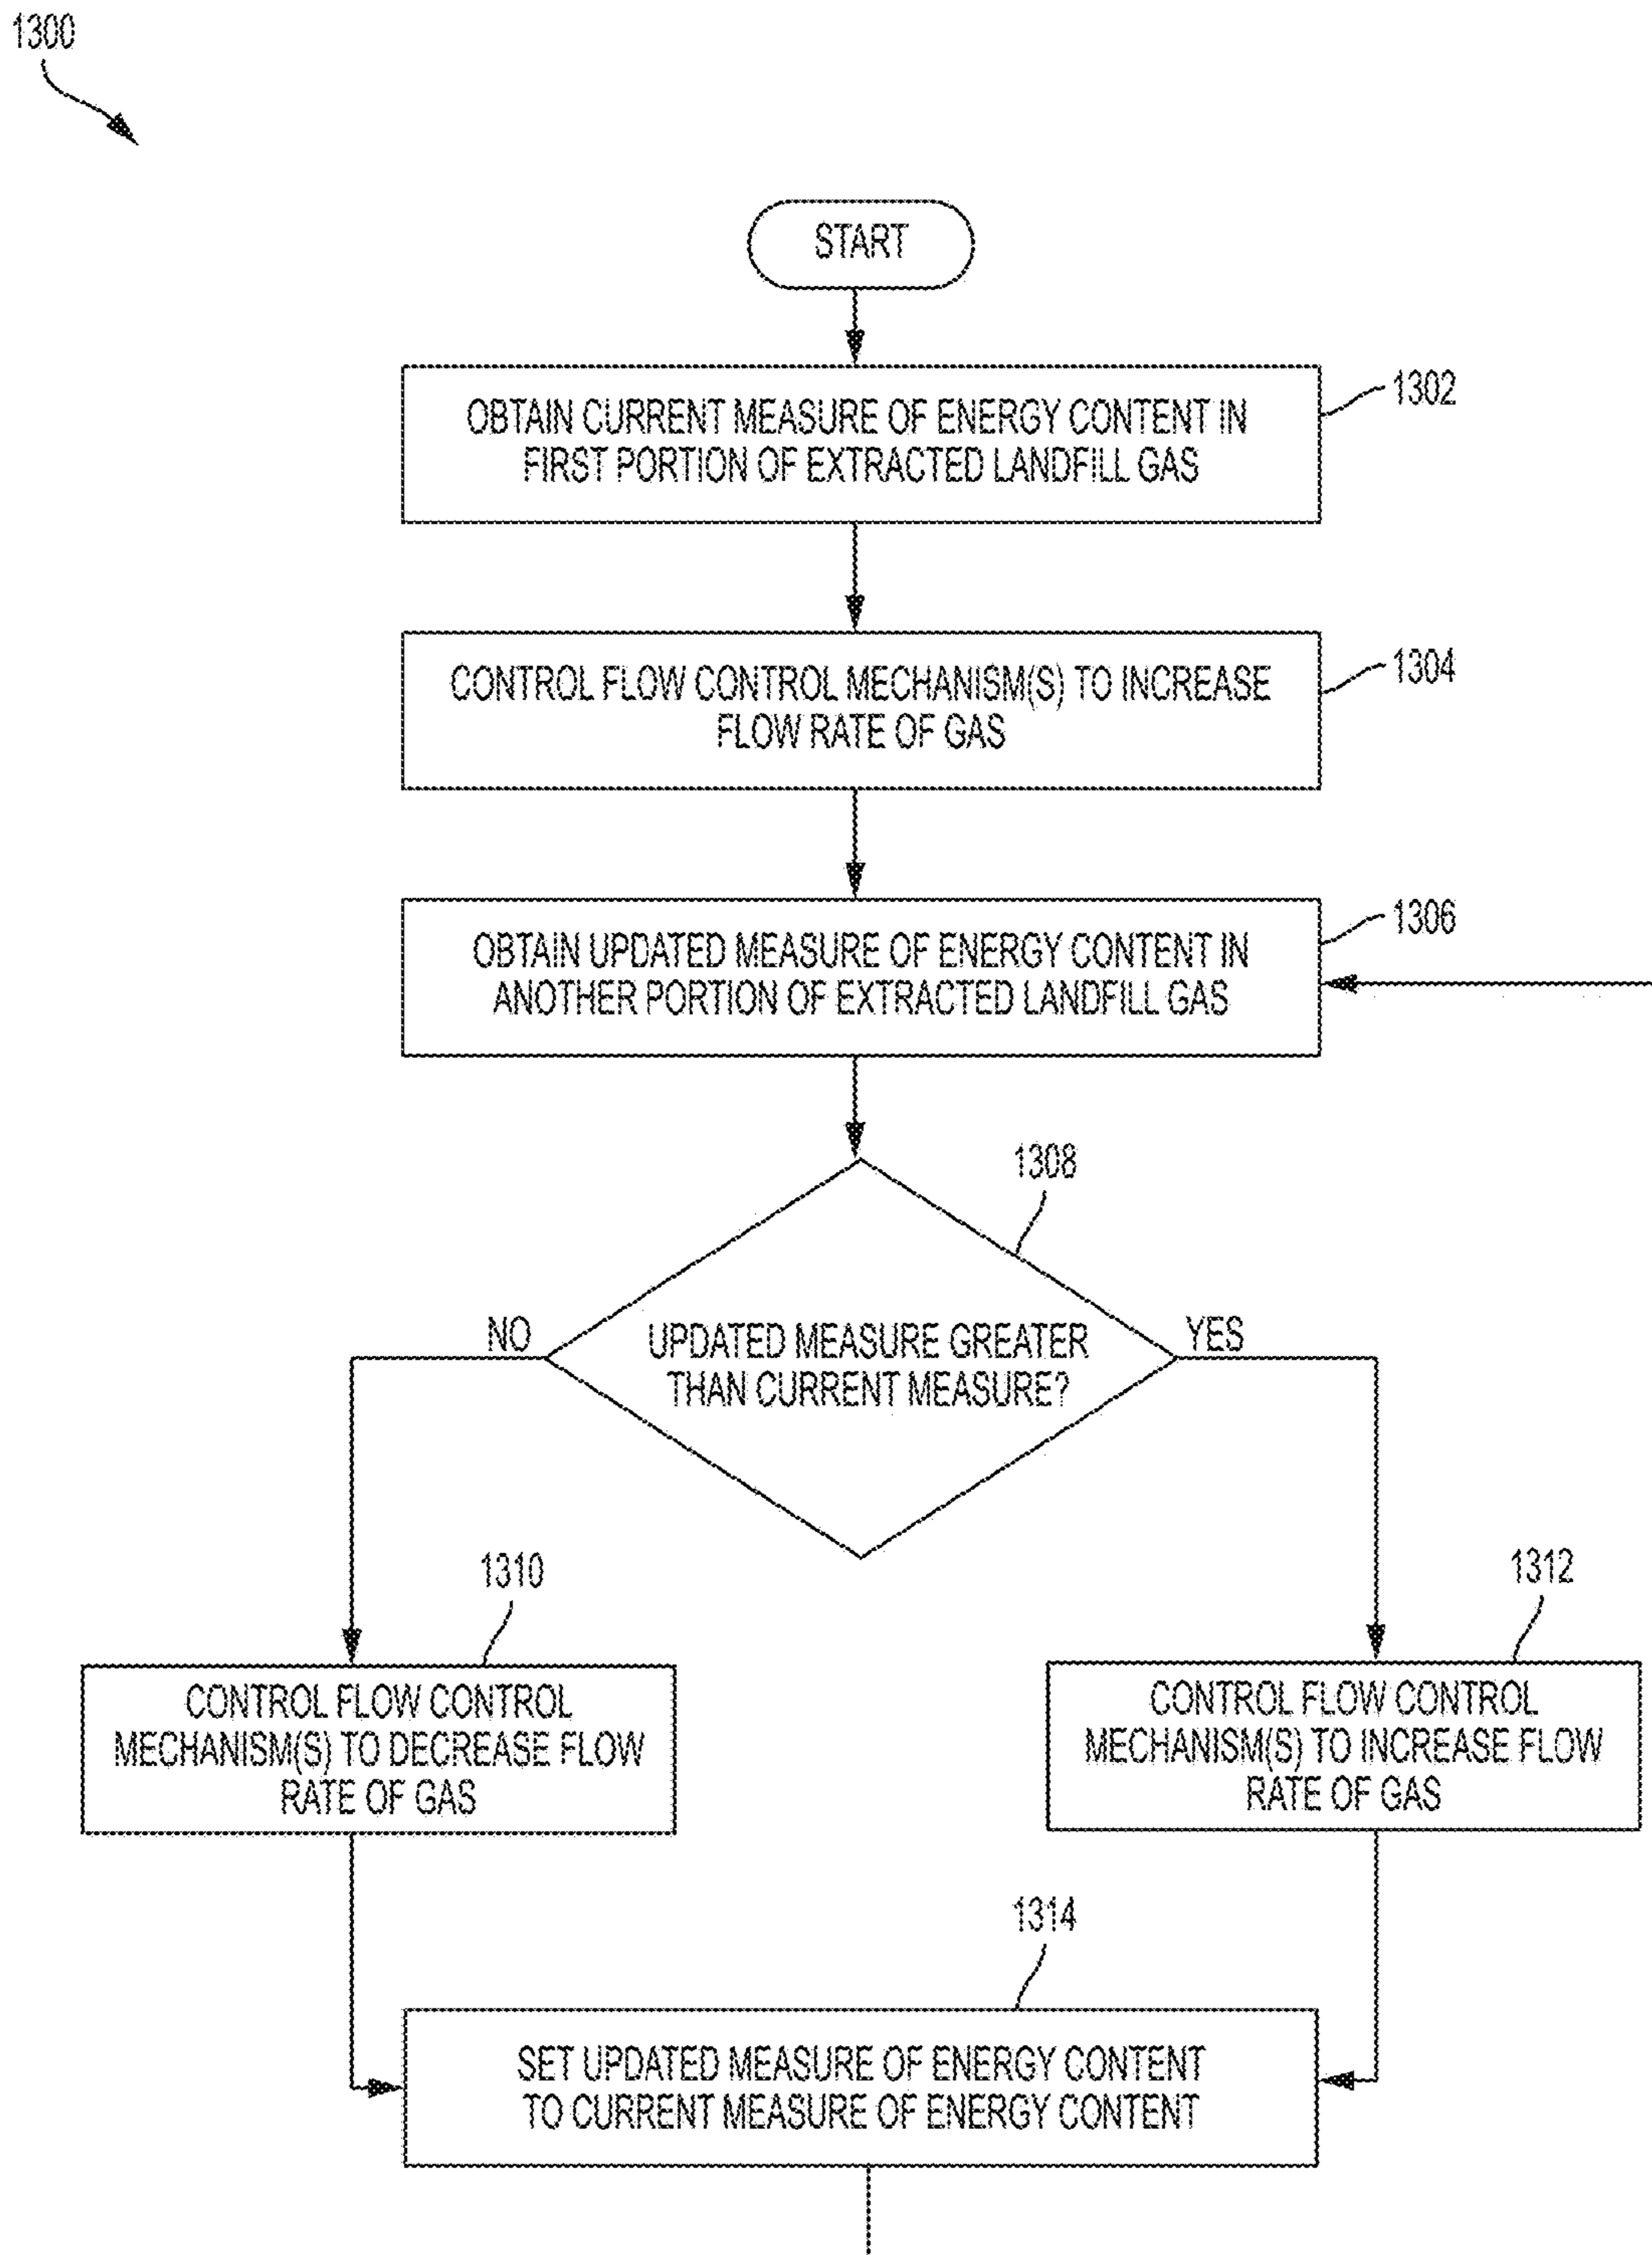 1300
START
OBTAIN CURRENT MEASURE OF ENERGY CONTENT IN
FIRST PORTION OF EXTRACTED LANDFILL GAS
1302
CONTROL FLOW CONTROL MECHANISM(S) TO INCREASE
FLOW RATE OF GAS
1304
OBTAIN UPDATED MEASURE OF ENERGY CONTENT IN
ANOTHER PORTION OF EXTRACTED LANDFILL GAS
1306
1308
NO
UPDATED MEASURE GREATER
THAN CURRENT MEASURE?
YES
1310
CONTROL FLOW CONTROL
MECHANISM(S) TO DECREASE FLOW
RATE OF GAS
1312
CONTROL FLOW CONTROL
MECHANISM(S) TO INCREASE FLOW
RATE OF GAS
1314
SET UPDATED MEASURE OF ENERGY CONTENT
TO CURRENT MEASURE OF ENERGY CONTENT